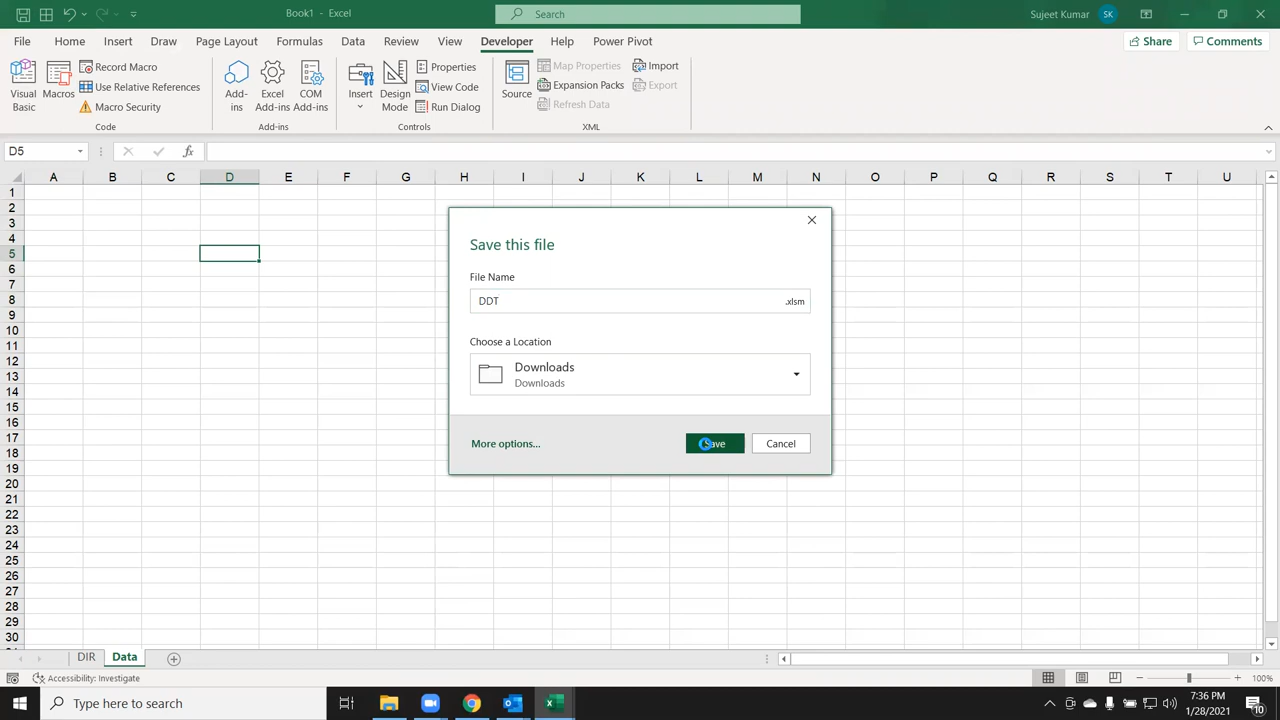 Book1 - Excel
Search
Sujeet Kumar
SK
File Home Insert Draw Page Layout Formulas Data Review View Developer Help Power Pivot
Share Comments
Visual Basic
Macros
Record Macro
Use Relative References
Macro Security
Code
Add-ins
Excel Add-ins
COM Add-ins
Add-ins
Insert
Design Mode
Properties
View Code
Run Dialog
Controls
Source
Map Properties
Expansion Packs
Refresh Data
Import
Export
XML
D5
fx
A B C D E F G H I J K L M N O P Q R S T U
1
2
3
4
5
6
7
8
9
10
11
12
13
14
15
16
17
18
19
20
21
22
23
24
25
26
27
28
29
30
Save this file
File Name
DDT .xlsm
Choose a Location
Downloads
Downloads
More options...
Save Cancel
DIR Data
Accessibility: Investigate
100%
Type here to search
7:36 PM
1/28/2021
10